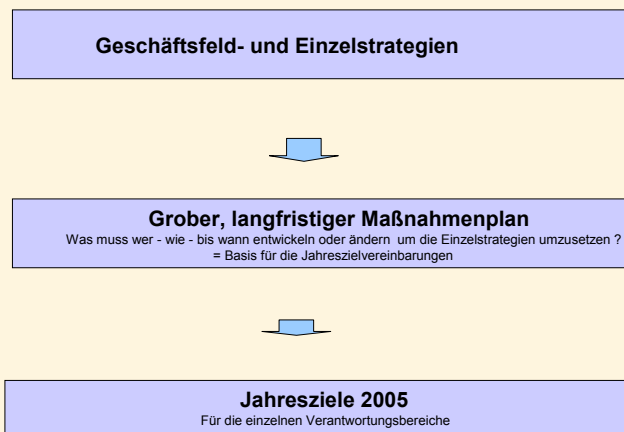 Geschäftsfeld- und Einzelstrategien
Grober, langfristiger Maßnahmenplan
Was muss wer - wie - bis wann entwickeln oder ändern um die Einzelstrategien umzusetzen ?
= Basis für die Jahreszielvereinbarungen
Jahresziele 2005
Für die einzelnen Verantwortungsbereiche